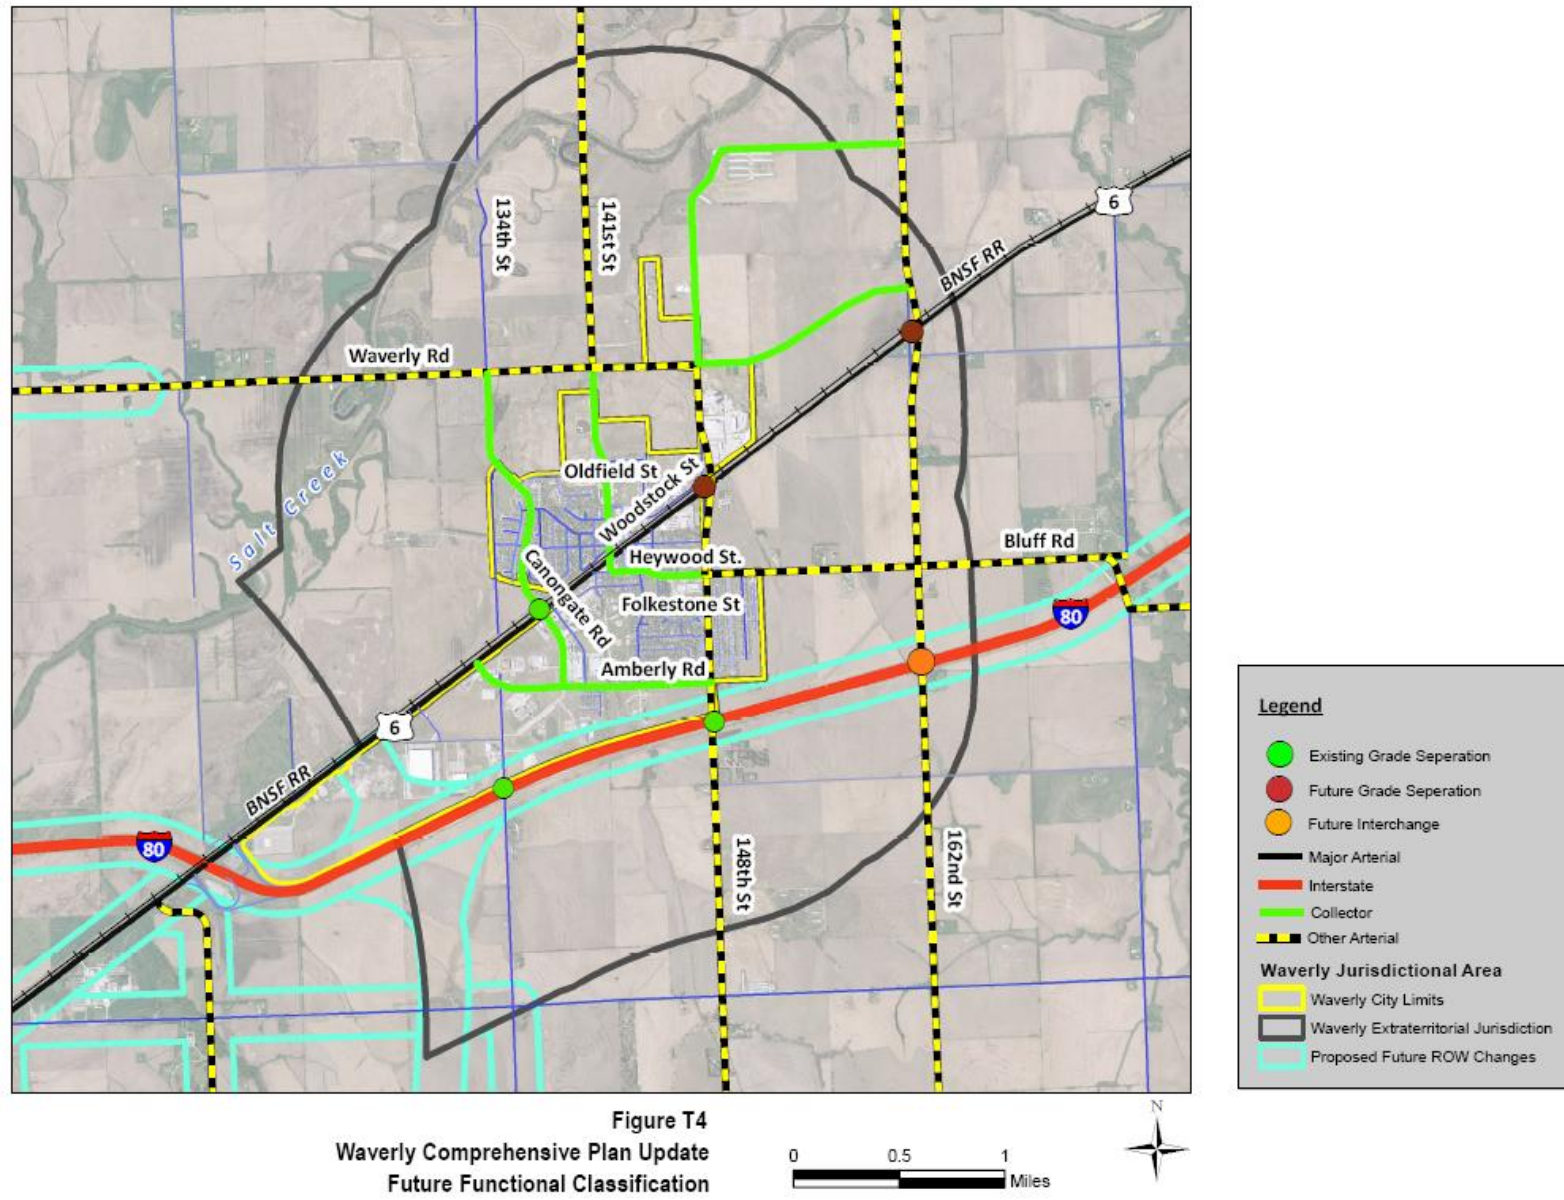 134th St
141st St
6
BNSF RR
Waverly Rd
Salt Creek
Oldfield St
Woodstock St
Bluff Rd
Heywood St.
Canongate Rd
Folkestone St
80
Amberly Rd
6
BNSF RR
80
148th St
162nd St
Legend
Existing Grade Seperation
Future Grade Seperation
Future Interchange
Major Arterial
Interstate
Collector
Other Arterial
Waverly Jurisdictional Area
Waverly City Limits
Waverly Extraterritorial Jurisdiction
Proposed Future ROW Changes
Figure T4
Waverly Comprehensive Plan Update
Future Functional Classification
0 0.5 1
Miles
N